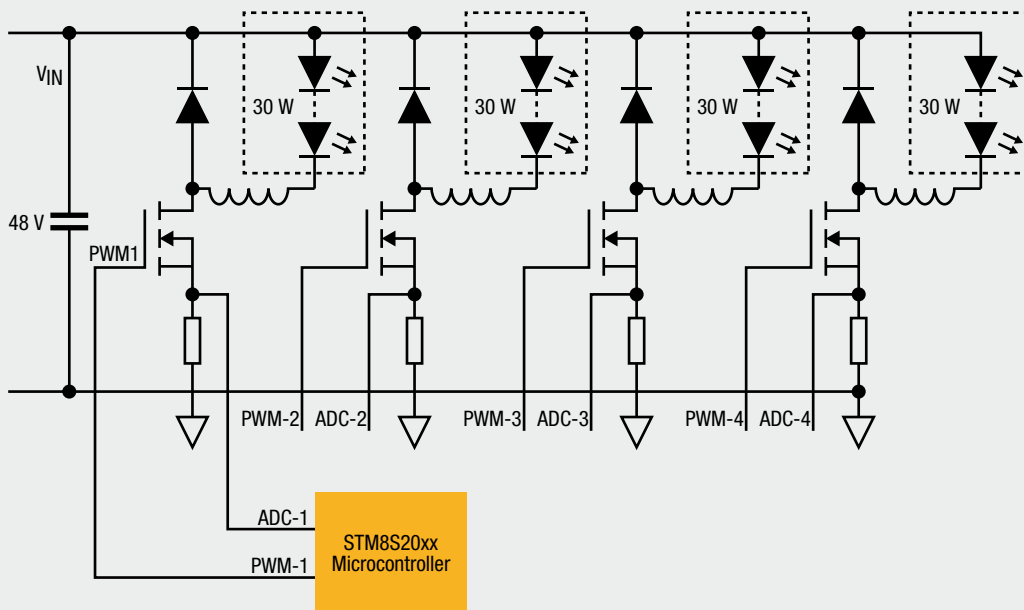 VIN
30 W
30 W
30 W
30 W
48 V
PWM1
PWM-2
ADC-2
PWM-3
ADC-3
PWM-4
ADC-4
ADC-1
PWM-1
STM8S20xx
Microcontroller